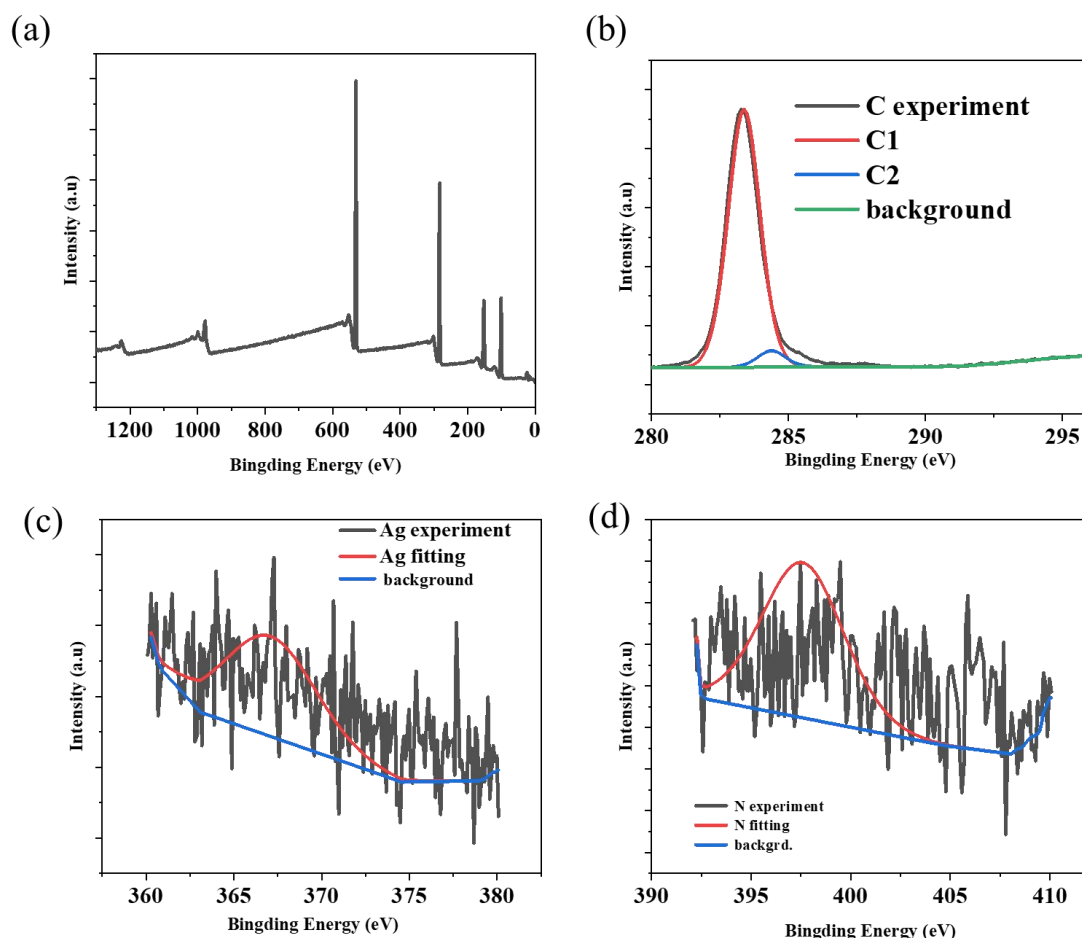 (a)
Intensity (a.u)
1200 1000 800 600 400 200 0
Bingding Energy (eV)
(b)
C experiment
C1
C2
background
Intensity (a.u)
280 285 290 295
Bingding Energy (eV)
(c)
Ag experiment
Ag fitting
background
Intensity (a.u)
360 365 370 375 380
Bingding Energy (eV)
(d)
Intensity (a.u)
N experiment
N fitting
backgrd.
390 395 400 405 410
Bingding Energy (eV)